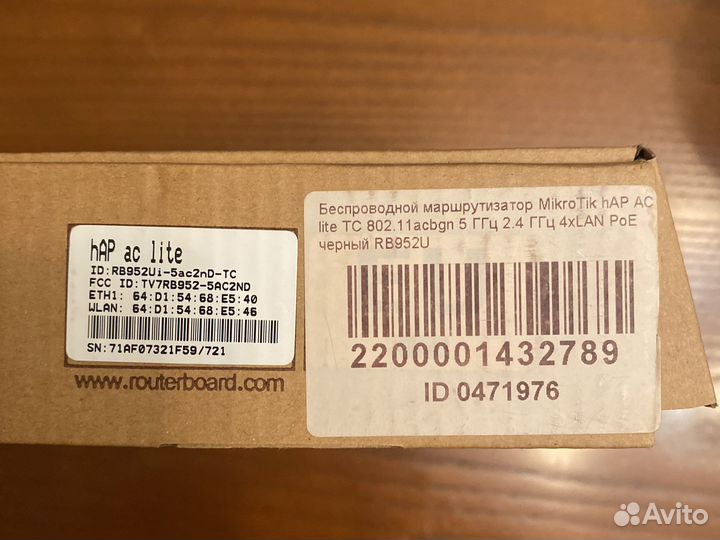 hAP ac lite
ID:RB952Ui-5ac2nD-TC
FCC ID:TV7RB952-5AC2ND
ETH1: 64:D1:54:68:E5:40
WLAN: 64:D1:54:68:E5:46
SN:71AF07321F59/721
www.routerboard.com
Беспроводной маршрутизатор MikroTik hAP AC
lite TC 802.11acbgn 5 ГГц 2.4 ГГц 4xLAN PoE
черный RB952U
2200001432789
ID 0471976
Avito